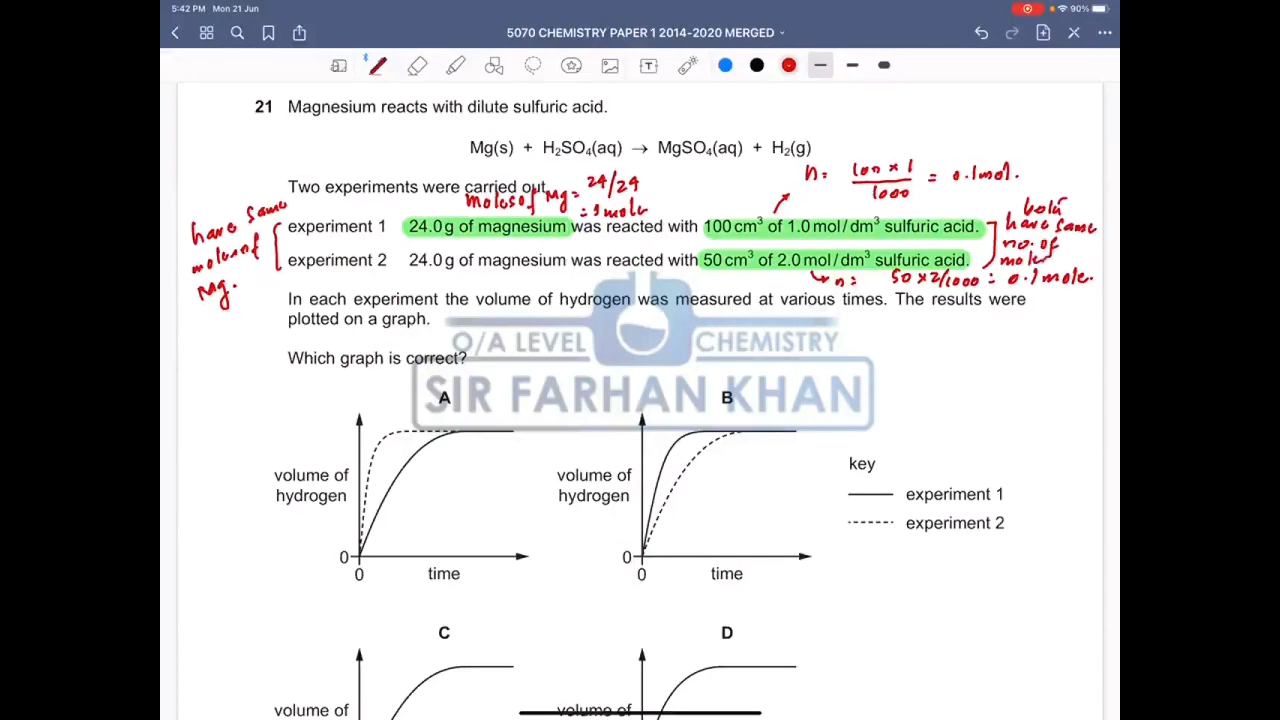 5:42 PM Mon 21 Jun
90%
5070 CHEMISTRY PAPER 1 2014-2020 MERGED
21 Magnesium reacts with dilute sulfuric acid.
Mg(s) + H₂SO₄(aq) → MgSO₄(aq) + H₂(g)
n= 100 × 1 / 1000 = 0.1mol.
Two experiments were carried out.
moles of Mg = 24/24
= 1 mole
have same
moles of
Mg.
experiment 1 24.0 g of magnesium was reacted with 100 cm³ of 1.0 mol / dm³ sulfuric acid.
experiment 2 24.0 g of magnesium was reacted with 50 cm³ of 2.0 mol / dm³ sulfuric acid.
both
have same
no. of
moles
n= 50 × 2/1000 = 0.1 mole.
In each experiment the volume of hydrogen was measured at various times. The results were
plotted on a graph.
O/A LEVEL CHEMISTRY
Which graph is correct?
SIR FARHAN KHAN
A B
volume of
hydrogen
0
0
time
volume of
hydrogen
0
0
time
key
experiment 1
experiment 2
C D
volume of
volume of